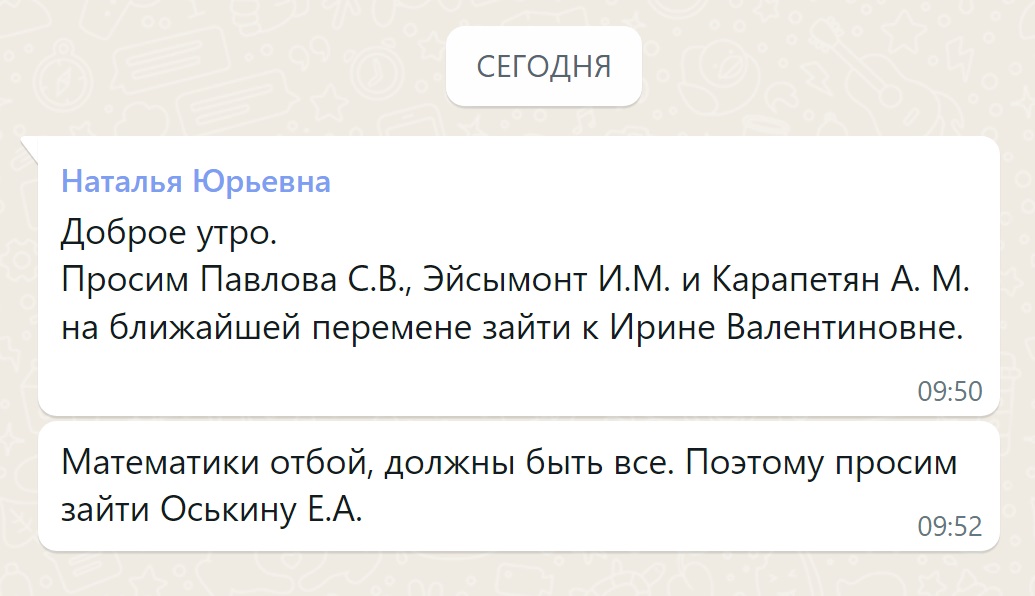 СЕГОДНЯ
Наталья Юрьевна
Доброе утро.
Просим Павлова С.В., Эйсымонт И.М. и Карапетян А. М.
на ближайшей перемене зайти к Ирине Валентиновне.
09:50
Математики отбой, должны быть все. Поэтому просим
зайти Оськину Е.А.
09:52